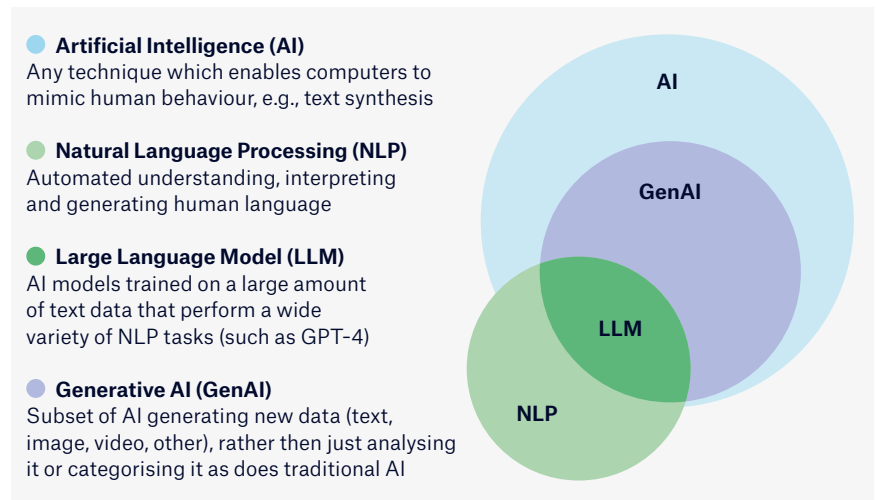 Artificial Intelligence (AI)
Any technique which enables computers to
mimic human behaviour, e.g., text synthesis
Natural Language Processing (NLP)
Automated understanding, interpreting
and generating human language
Large Language Model (LLM)
AI models trained on a large amount
of text data that perform a wide
variety of NLP tasks (such as GPT-4)
Generative AI (GenAI)
Subset of AI generating new data (text,
image, video, other), rather then just analysing
it or categorising it as does traditional AI
AI
GenAI
LLM
NLP